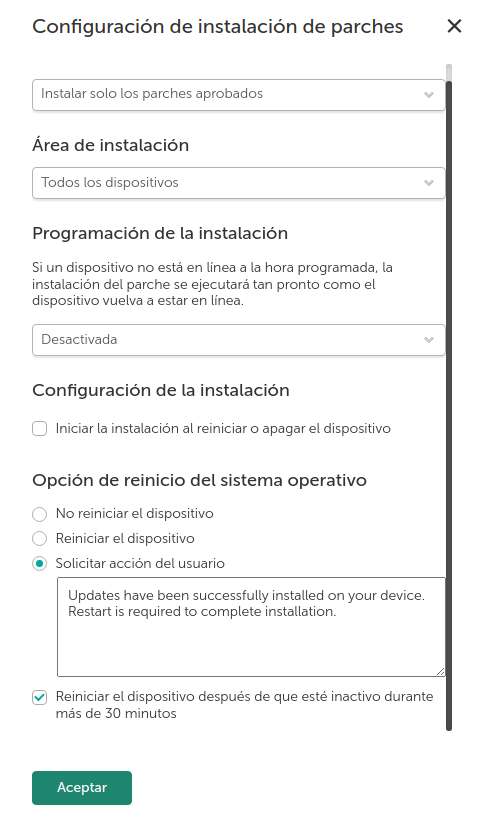 Configuración de instalación de parches
Instalar solo los parches aprobados
Área de instalación
Todos los dispositivos
Programación de la instalación
Si un dispositivo no está en línea a la hora programada, la
instalación del parche se ejecutará tan pronto como el
dispositivo vuelva a estar en línea.
Desactivada
Configuración de la instalación
Iniciar la instalación al reiniciar o apagar el dispositivo
Opción de reinicio del sistema operativo
No reiniciar el dispositivo
Reiniciar el dispositivo
Solicitar acción del usuario
Updates have been successfully installed on your device.
Restart is required to complete installation.
Reiniciar el dispositivo después de que esté inactivo durante
más de 30 minutos
Aceptar